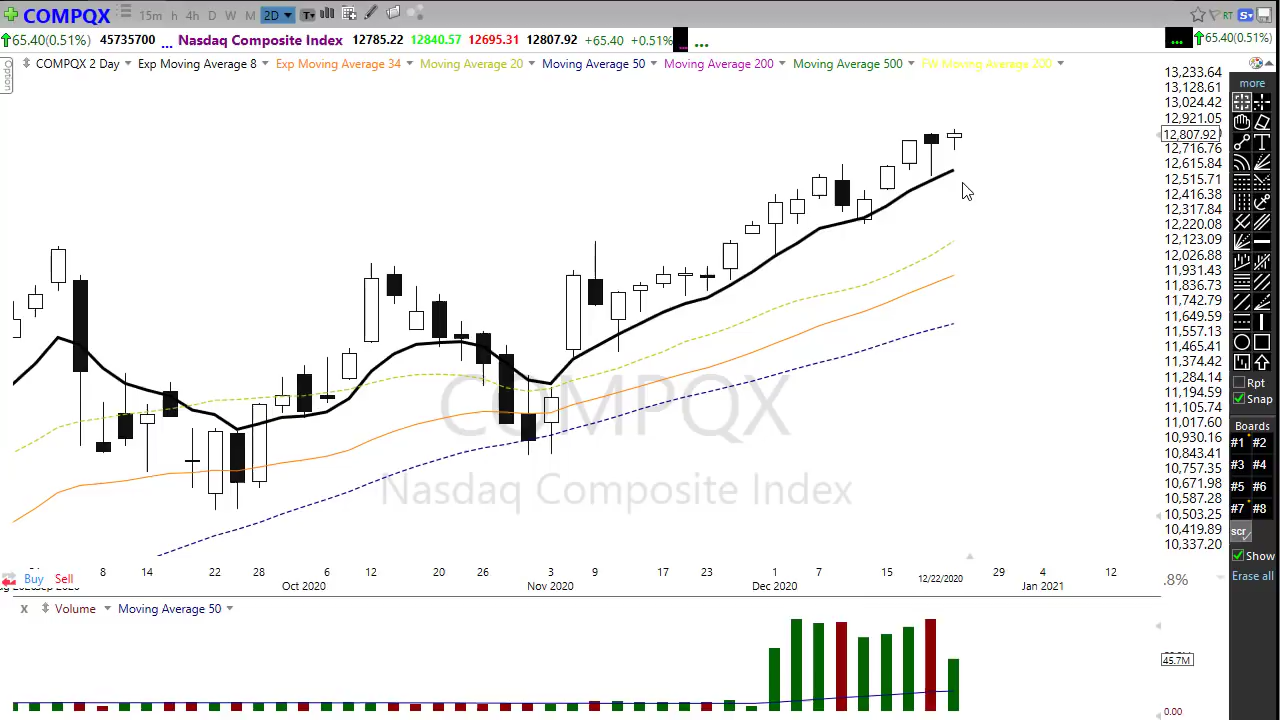 COMPQX 15m h 4h D W M 2D T RT S
65.40(0.51%) 45735700 ... Nasdaq Composite Index 12785.22 12840.57 12695.31 12807.92 +65.40 +0.51% ... ... ... 65.40(0.51%)
COMPQX 2 Day Exp Moving Average 8 Exp Moving Average 34 Moving Average 20 Moving Average 50 Moving Average 200 Moving Average 500 FW Moving Average 200
Option
13,233.64
13,128.61
13,024.42
12,921.05
12,807.92
12,716.76
12,615.84
12,515.71
12,416.38
12,317.84
12,220.08
12,123.09
12,026.88
11,931.43
11,836.73
11,742.79
11,649.59
11,557.13
11,465.41
11,374.42
11,284.14
11,194.59
11,105.74
11,017.60
10,930.16
10,843.41
10,757.35
10,671.98
10,587.28
10,503.25
10,419.89
10,337.20
COMPQX
Nasdaq Composite Index
more
T
Rpt
Snap
Boards
#1 #2
#3 #4
#5 #6
#7 #8
scr
Show
Erase all
8 14 22 28 6 12 20 26 3 9 17 23 1 7 15 12/22/2020 29 4 12
Buy Sell
Oct 2020 Nov 2020 Dec 2020 Jan 2021
.8%
x Volume Moving Average 50
45.7M
0.00